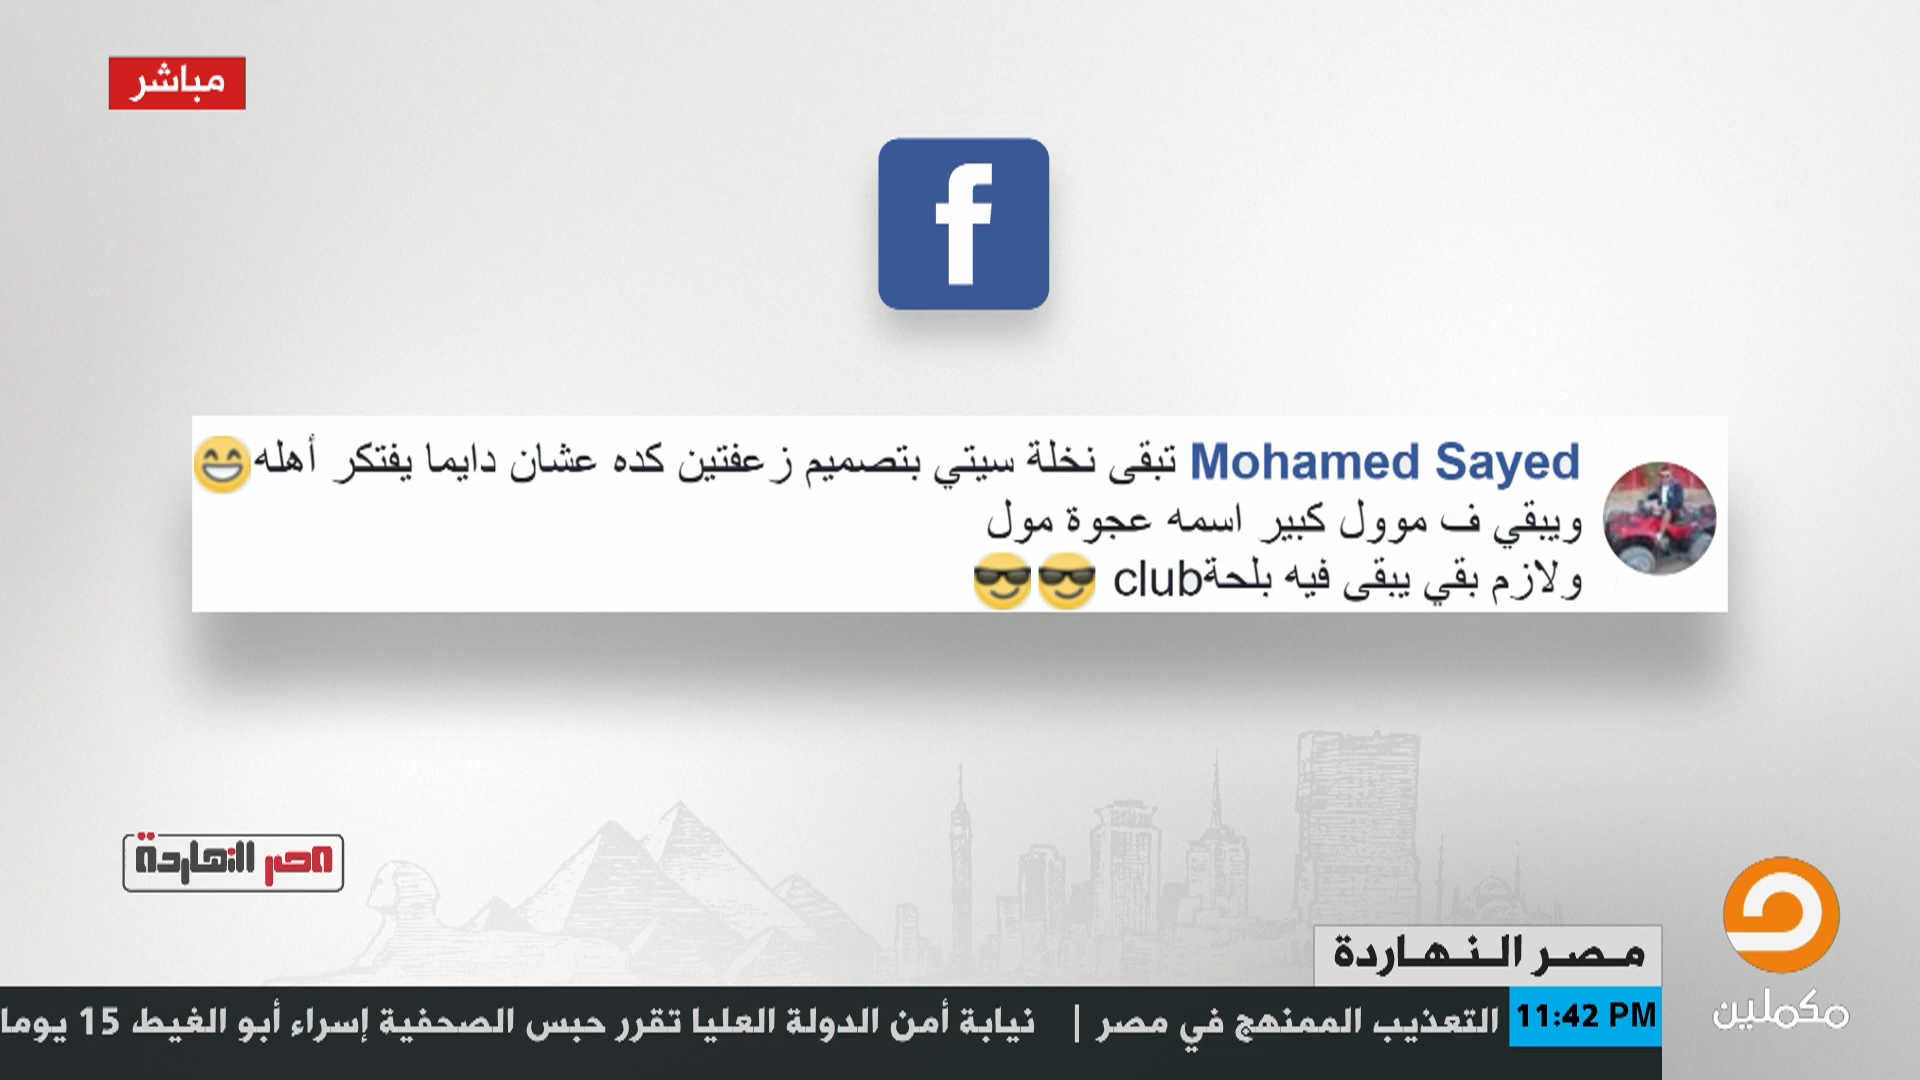 مباشر
f
Mohamed Sayed تبقى نخلة سيتي بتصميم زعفتين كده عشان دايما يفتكر أهله😄
ويبقي ف موول كبير اسمه عجوة مول
ولازم بقي يبقى فيه بلحةclub 😎😎
مصر النهاردة
مصر النهاردة
11:42 PM
التعذيب الممنهج في مصر | نيابة أمن الدولة العليا تقرر حبس الصحفية إسراء أبو الغيط 15 يوما
مكملين